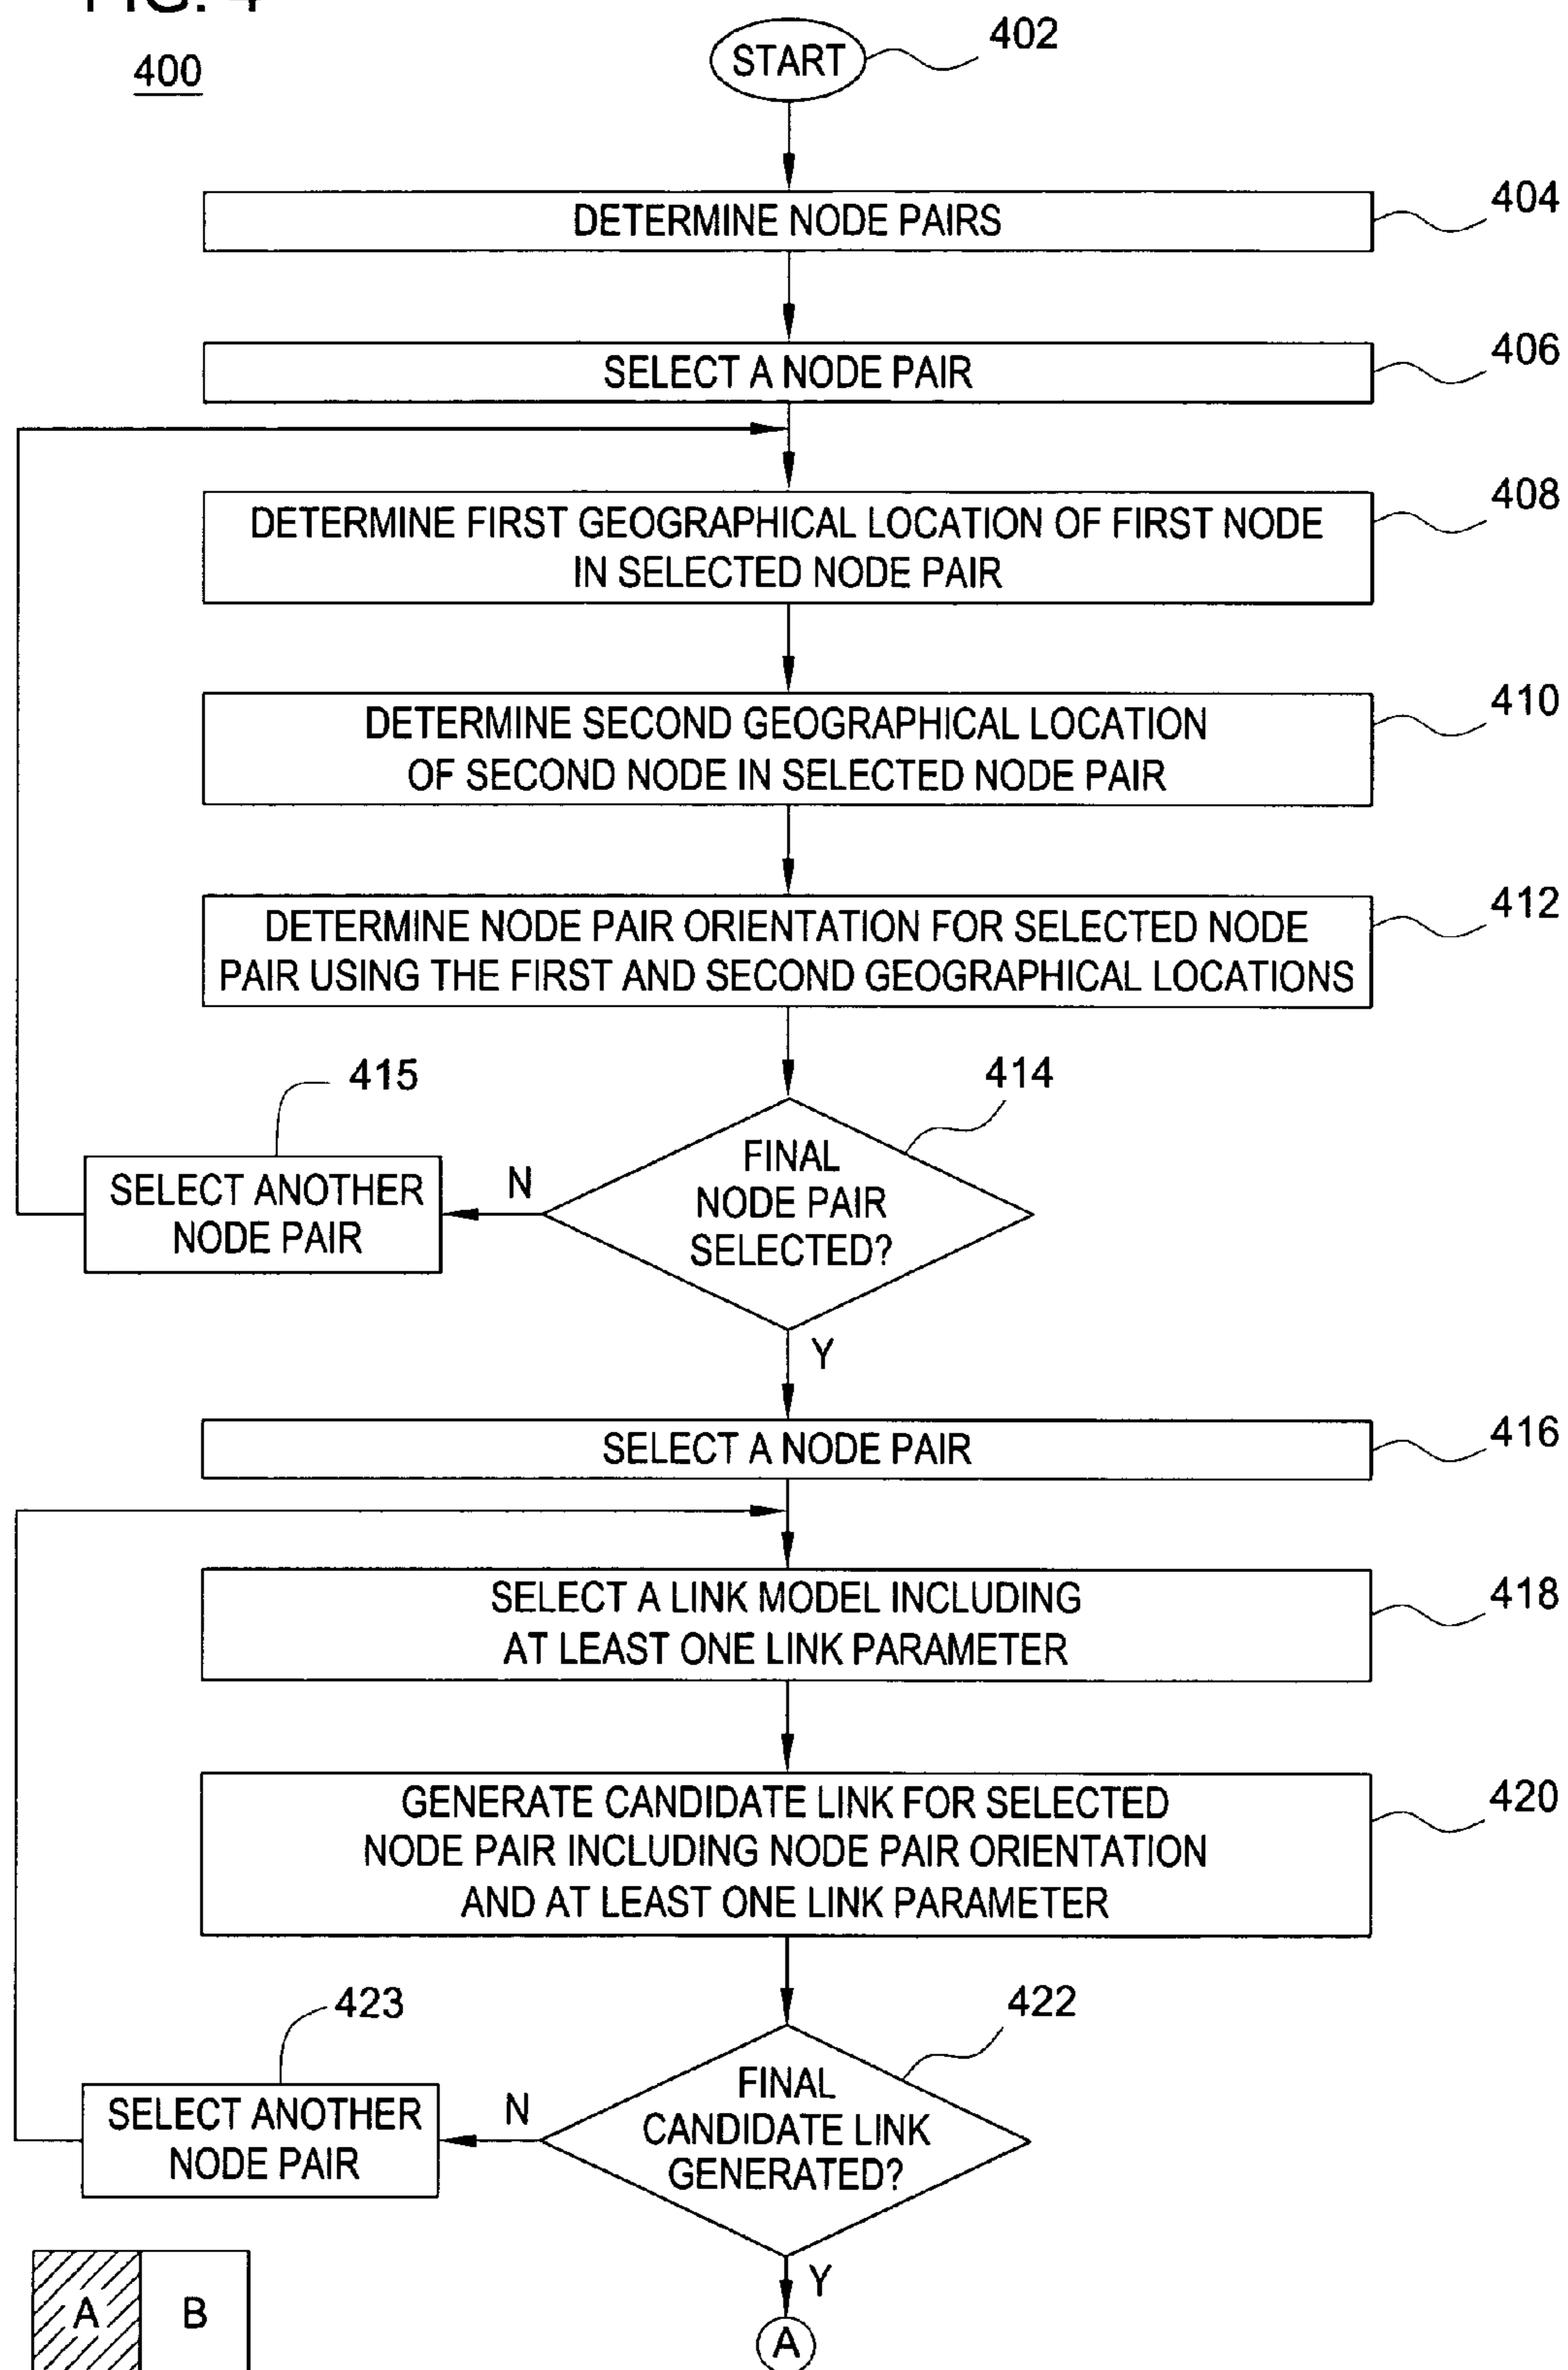 FIG. 4
400
START
402
DETERMINE NODE PAIRS
404
SELECT A NODE PAIR
406
DETERMINE FIRST GEOGRAPHICAL LOCATION OF FIRST NODE
IN SELECTED NODE PAIR
408
DETERMINE SECOND GEOGRAPHICAL LOCATION
OF SECOND NODE IN SELECTED NODE PAIR
410
DETERMINE NODE PAIR ORIENTATION FOR SELECTED NODE
PAIR USING THE FIRST AND SECOND GEOGRAPHICAL LOCATIONS
412
415
414
SELECT ANOTHER
NODE PAIR
N
FINAL
NODE PAIR
SELECTED?
Y
SELECT A NODE PAIR
416
SELECT A LINK MODEL INCLUDING
AT LEAST ONE LINK PARAMETER
418
GENERATE CANDIDATE LINK FOR SELECTED
NODE PAIR INCLUDING NODE PAIR ORIENTATION
AND AT LEAST ONE LINK PARAMETER
420
423
422
SELECT ANOTHER
NODE PAIR
N
FINAL
CANDIDATE LINK
GENERATED?
Y
A B
A